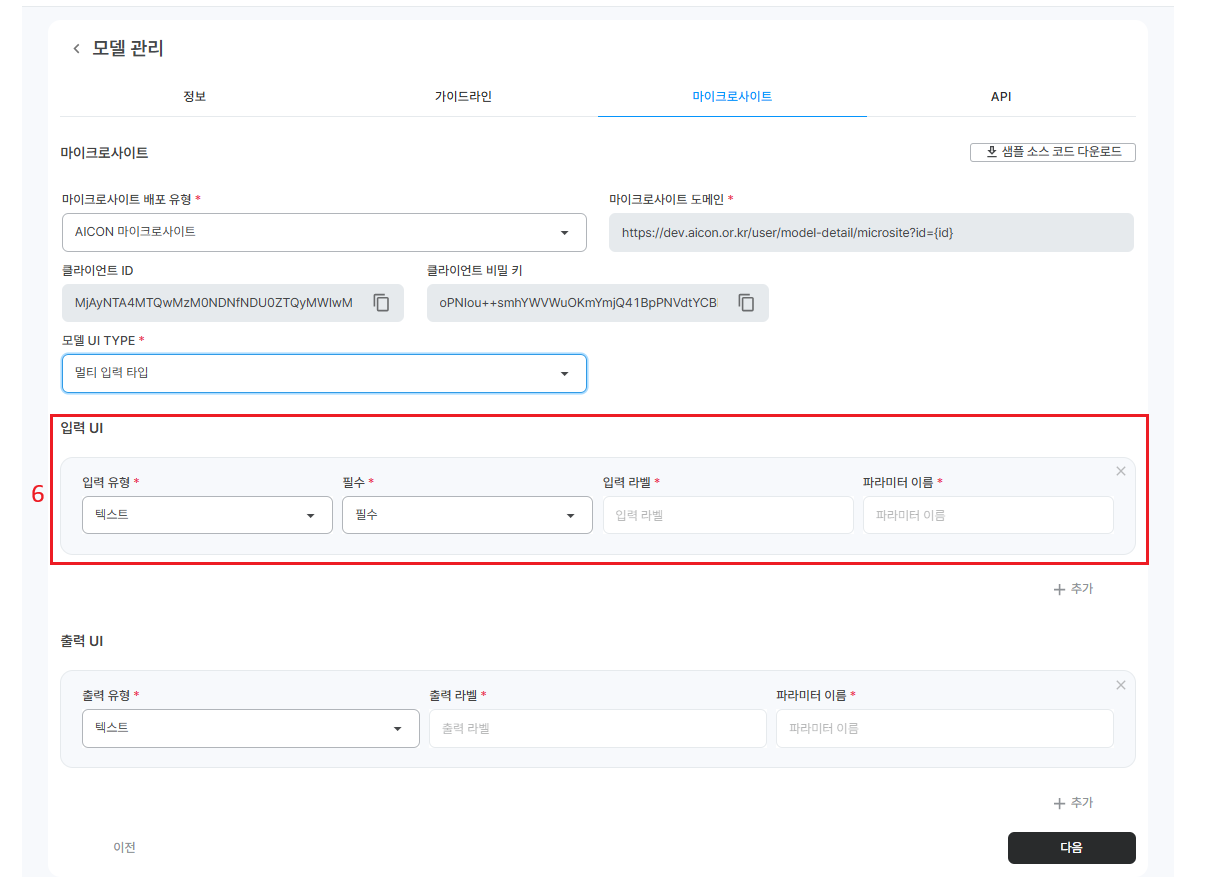 모델 관리
정보 가이드라인 마이크로사이트 API
마이크로사이트 샘플 소스 코드 다운로드
마이크로사이트 배포 유형 * 마이크로사이트 도메인 *
AICON 마이크로사이트 https://dev.aicon.or.kr/user/model-detail/microsite?id={id}
클라이언트 ID 클라이언트 비밀 키
MjAyNTA4MTQwMzM0NDNfNDU0ZTQyMWIwM oPNIou++smhYWVWuOKmYmjQ41BpPNVdtYCB
모델 UI TYPE *
멀티 입력 타입
입력 UI
6
입력 유형 * 필수 * 입력 라벨 * 파라미터 이름 *
텍스트 필수 입력 라벨 파라미터 이름
+ 추가
출력 UI
출력 유형 * 출력 라벨 * 파라미터 이름 *
텍스트 출력 라벨 파라미터 이름
+ 추가
이전 다음